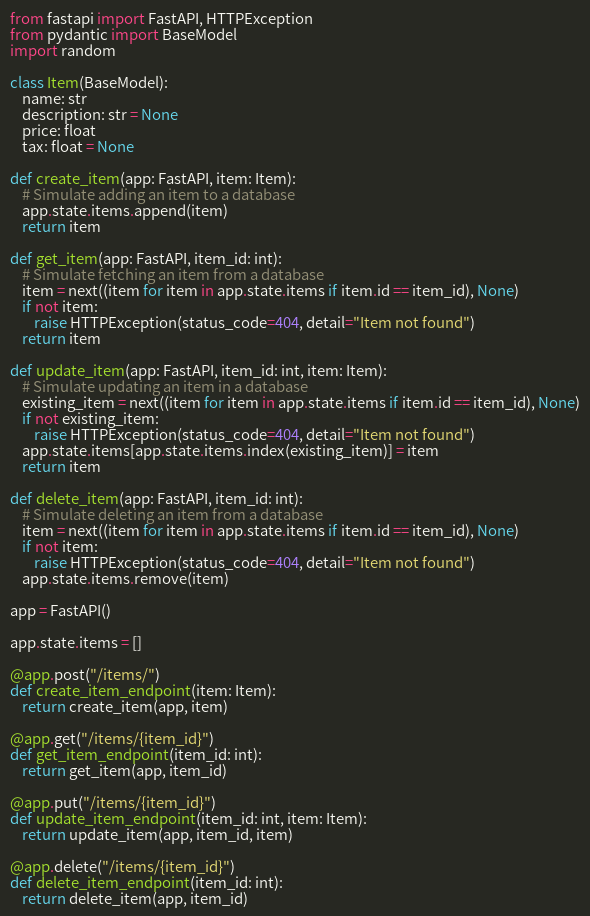 from fastapi import FastAPI, HTTPException
from pydantic import BaseModel
import random

class Item(BaseModel):
    name: str
    description: str = None
    price: float
    tax: float = None

def create_item(app: FastAPI, item: Item):
    # Simulate adding an item to a database
    app.state.items.append(item)
    return item

def get_item(app: FastAPI, item_id: int):
    # Simulate fetching an item from a database
    item = next((item for item in app.state.items if item.id == item_id), None)
    if not item:
        raise HTTPException(status_code=404, detail="Item not found")
    return item

def update_item(app: FastAPI, item_id: int, item: Item):
    # Simulate updating an item in a database
    existing_item = next((item for item in app.state.items if item.id == item_id), None)
    if not existing_item:
        raise HTTPException(status_code=404, detail="Item not found")
    app.state.items[app.state.items.index(existing_item)] = item
    return item

def delete_item(app: FastAPI, item_id: int):
    # Simulate deleting an item from a database
    item = next((item for item in app.state.items if item.id == item_id), None)
    if not item:
        raise HTTPException(status_code=404, detail="Item not found")
    app.state.items.remove(item)

app = FastAPI()

app.state.items = []

@app.post("/items/")
def create_item_endpoint(item: Item):
    return create_item(app, item)

@app.get("/items/{item_id}")
def get_item_endpoint(item_id: int):
    return get_item(app, item_id)

@app.put("/items/{item_id}")
def update_item_endpoint(item_id: int, item: Item):
    return update_item(app, item_id, item)

@app.delete("/items/{item_id}")
def delete_item_endpoint(item_id: int):
    return delete_item(app, item_id)